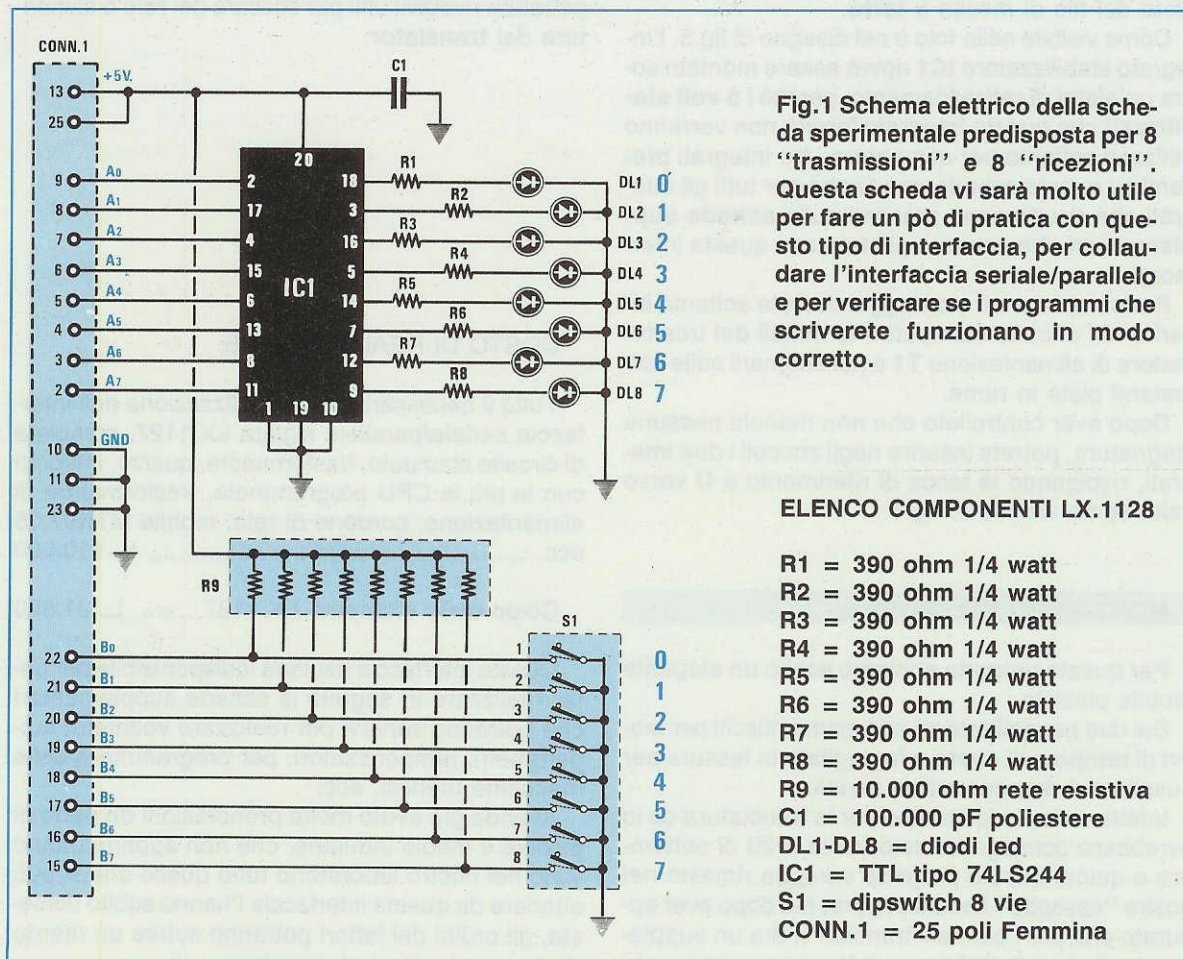 CONN.1
+5V.
13
25
C1
20
9 A0 2 18 R1 DL1 0
8 A1 17 3 R2 DL2 1
7 A2 4 16 R3 DL3 2
6 A3 15 5 R4 DL4 3
5 A4 6 14 R5 DL5 4
4 A5 13 7 R6 DL6 5
3 A6 8 12 R7 DL7 6
2 A7 11 9 R8 DL8 7
IC1
1 19 10
10 GND
11
23
R9
S1
22 B0 1 0
21 B1 2 1
20 B2 3 2
19 B3 3
18 B4 5 4
17 B5 6 5
16 B6 7 6
15 B7 8
Fig.1 Schema elettrico della sche-
da sperimentale predisposta per 8
"trasmissioni" e 8 "ricezioni".
Questa scheda vi sarà molto utile
per fare un pò di pratica con que-
sto tipo di interfaccia, per collau-
dare l'interfaccia seriale/parallelo
e per verificare se i programmi che
scriverete funzionano in modo
corretto.
ELENCO COMPONENTI LX.1128
R1 = 390 ohm 1/4 watt
R2 = 390 ohm 1/4 watt
R3 = 390 ohm 1/4 watt
R4 = 390 ohm 1/4 watt
R5 = 390 ohm 1/4 watt
R6 = 390 ohm 1/4 watt
R7 = 390 ohm 1/4 watt
R8 = 390 ohm 1/4 watt
R9 = 10.000 ohm rete resistiva
C1 = 100.000 pF poliestere
DL1-DL8 = diodi led
IC1 = TTL tipo 74LS244
S1 = dipswitch 8 vie
CONN.1 = 25 poli Femmina